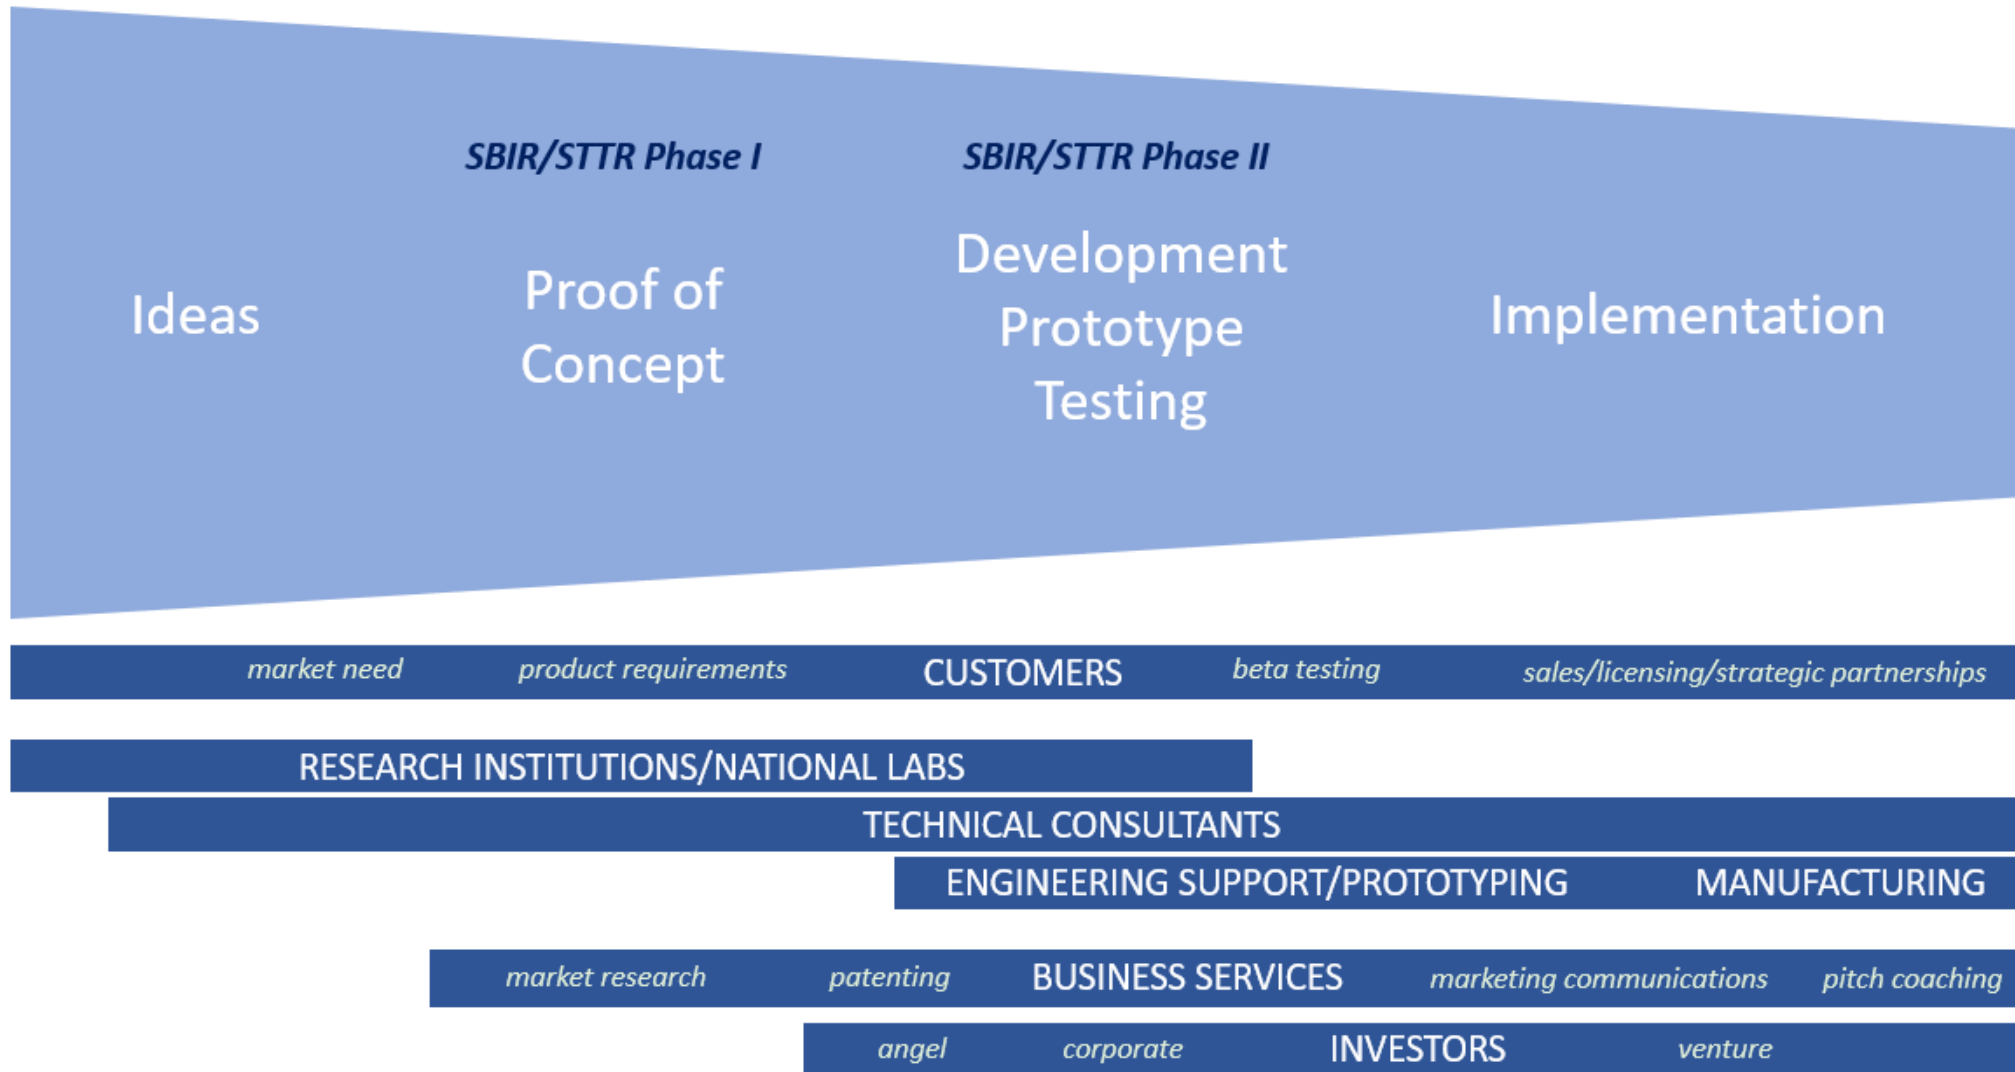 SBIR/STTR Phase I
SBIR/STTR Phase II
Ideas
Proof of
Concept
Development
Prototype
Testing
Implementation
market need product requirements CUSTOMERS beta testing sales/licensing/strategic partnerships
RESEARCH INSTITUTIONS/NATIONAL LABS
TECHNICAL CONSULTANTS
ENGINEERING SUPPORT/PROTOTYPING MANUFACTURING
market research patenting BUSINESS SERVICES marketing communications pitch coaching
angel corporate INVESTORS venture